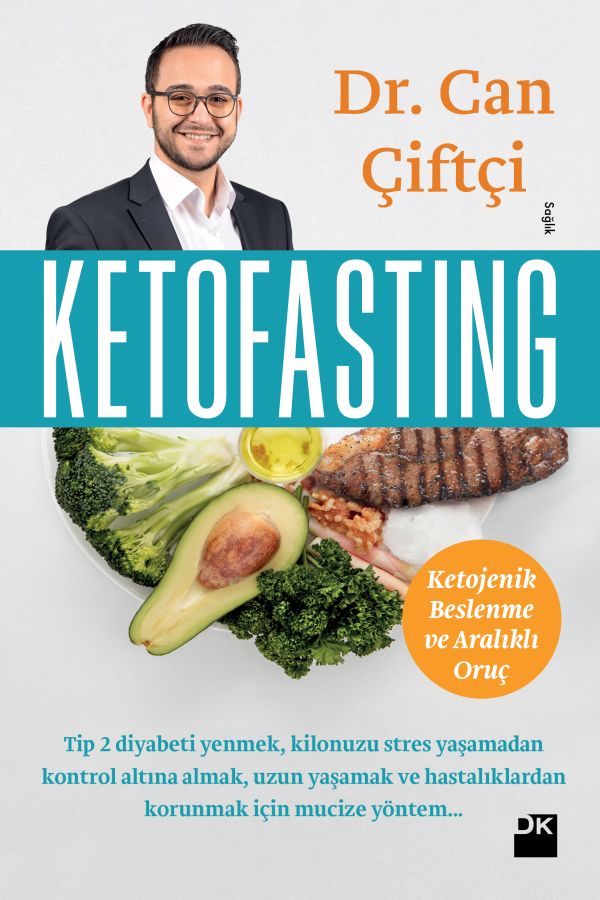 Dr. Can
Çiftçi
Sağlık
KETOFASTING
Ketojenik
Beslenme
ve Aralıklı
Oruç
Tip 2 diyabeti yenmek, kilonuzu stres yaşamadan
kontrol altına almak, uzun yaşamak ve hastalıklardan
korunmak için mucize yöntem...
DK